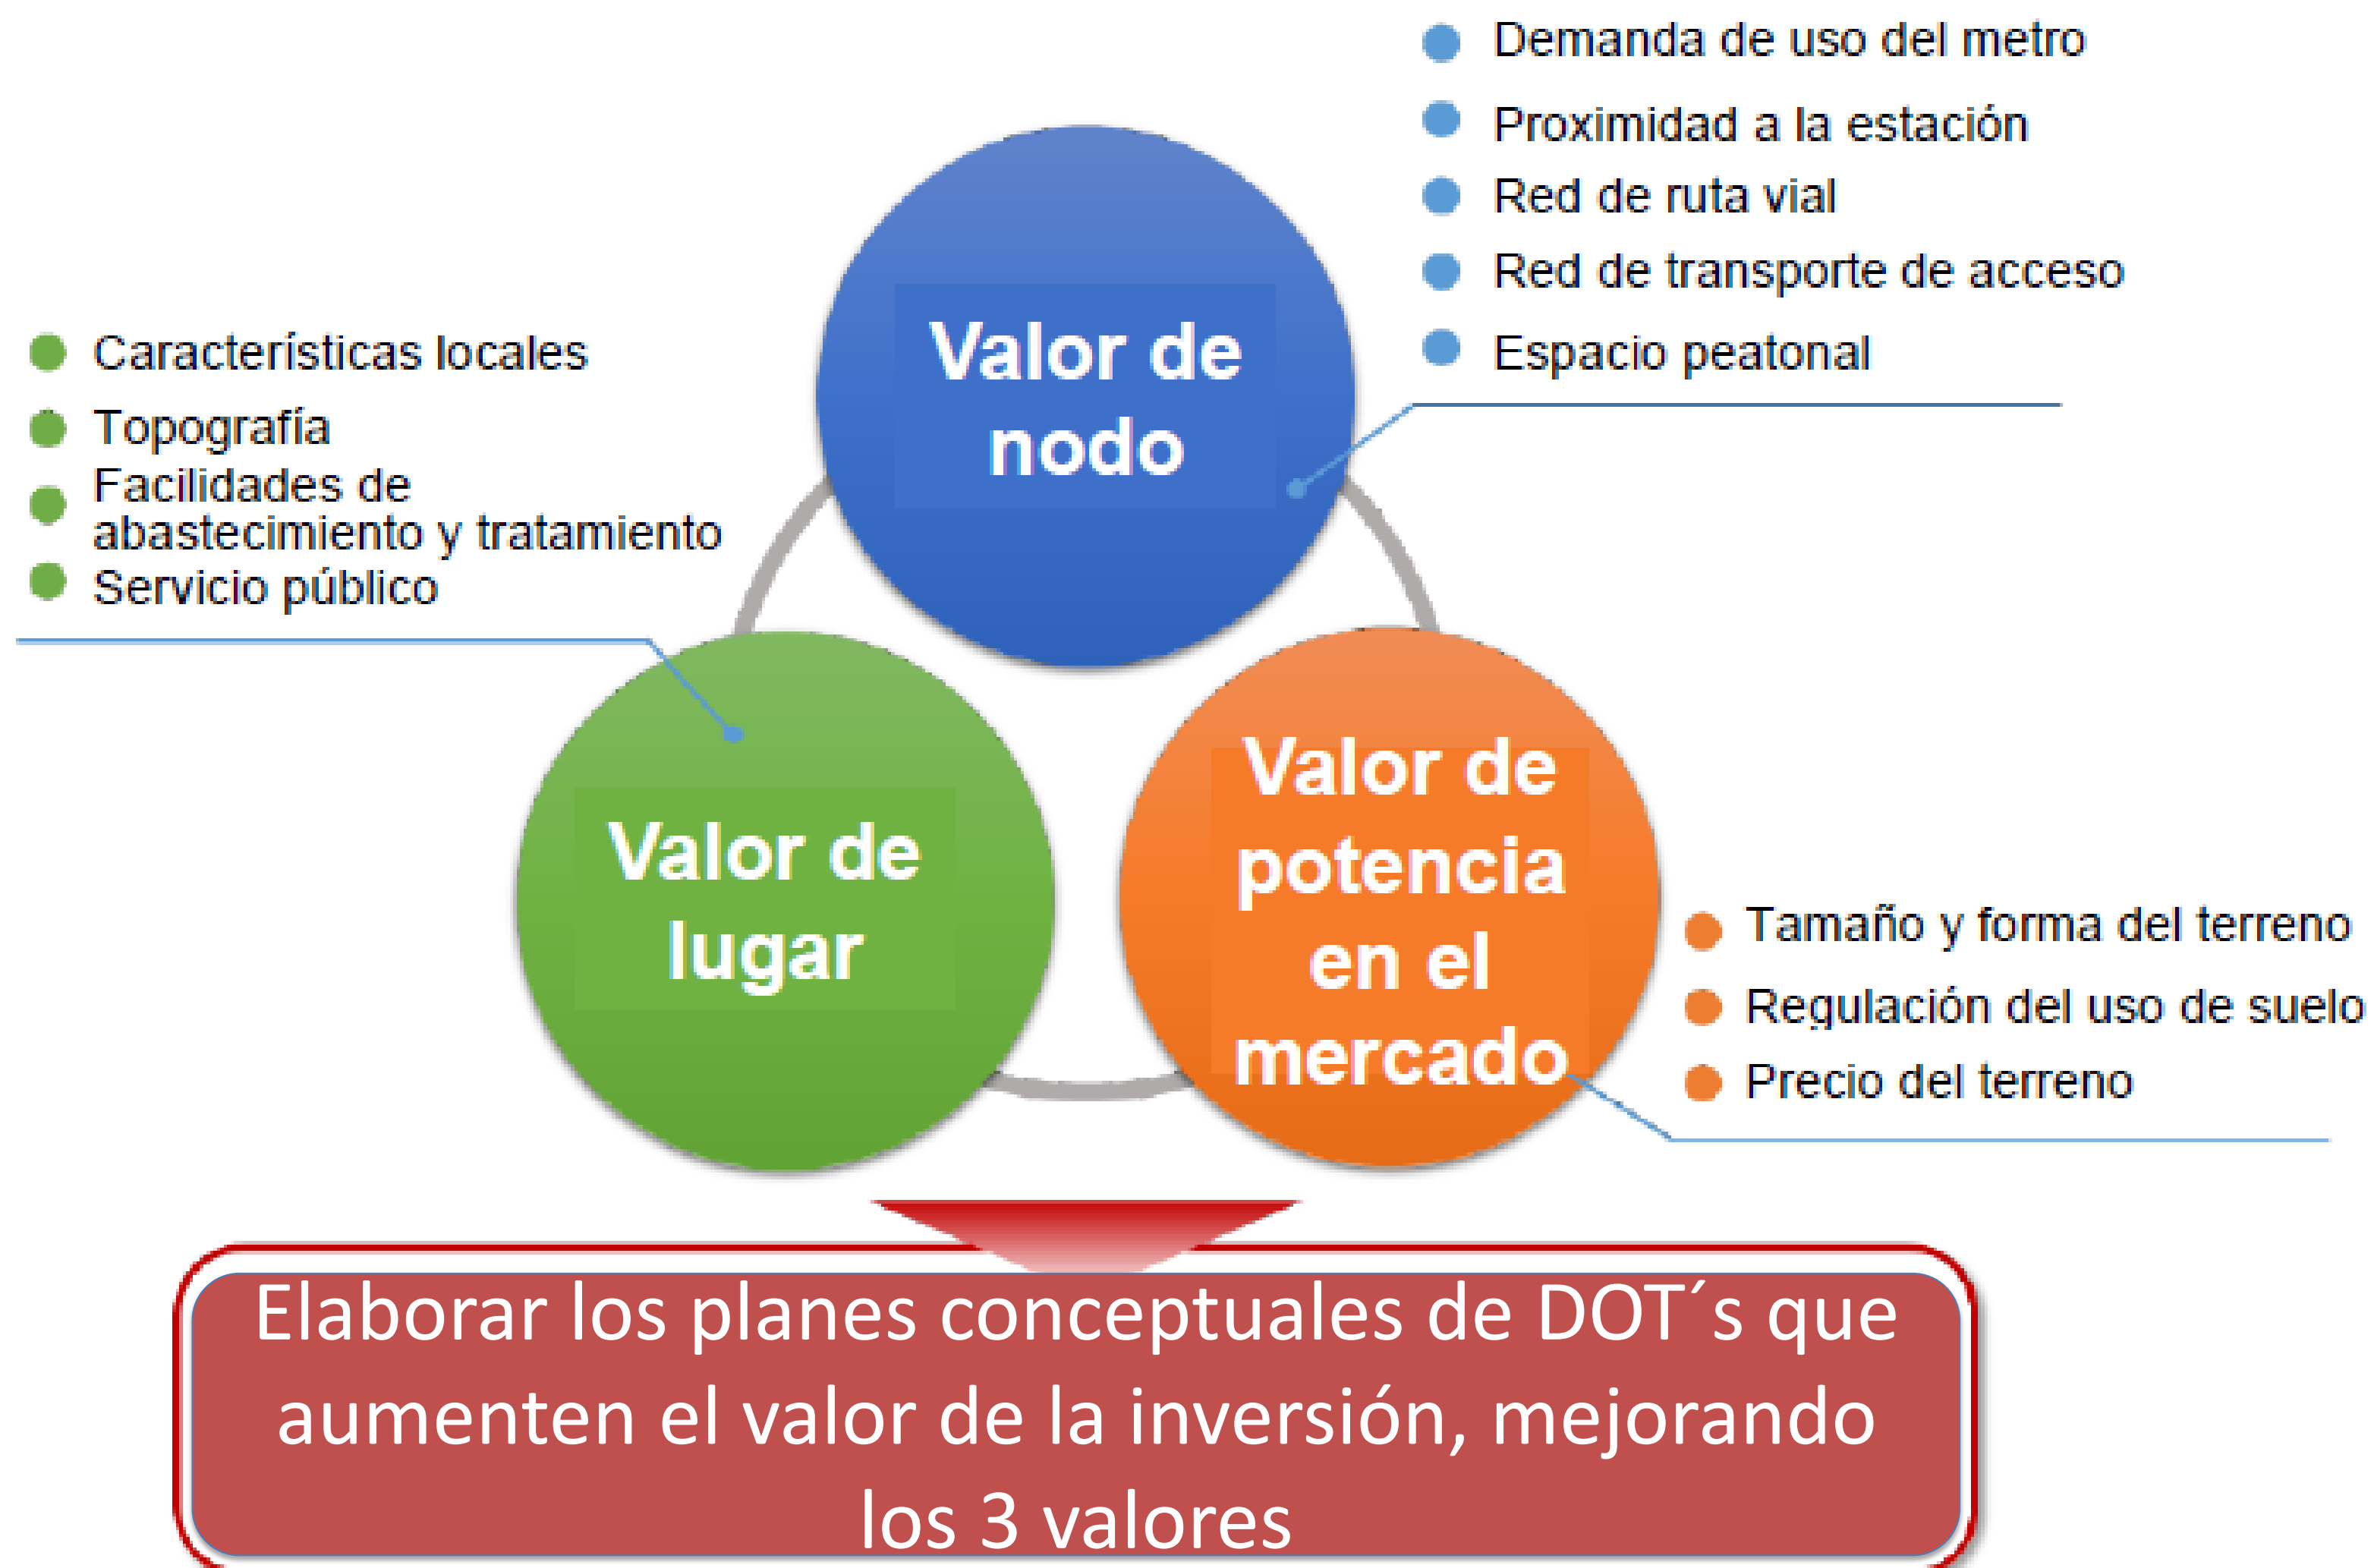 Demanda de uso del metro
Proximidad a la estación
Red de ruta vial
Red de transporte de acceso
Espacio peatonal
Características locales
Topografía
Facilidades de
abastecimiento y tratamiento
Servicio público
Valor de
nodo
Valor de
lugar
Valor de
potencia
en el
mercado
Tamaño y forma del terreno
Regulación del uso de suelo
Precio del terreno
Elaborar los planes conceptuales de DOT´s que
aumenten el valor de la inversión, mejorando
los 3 valores